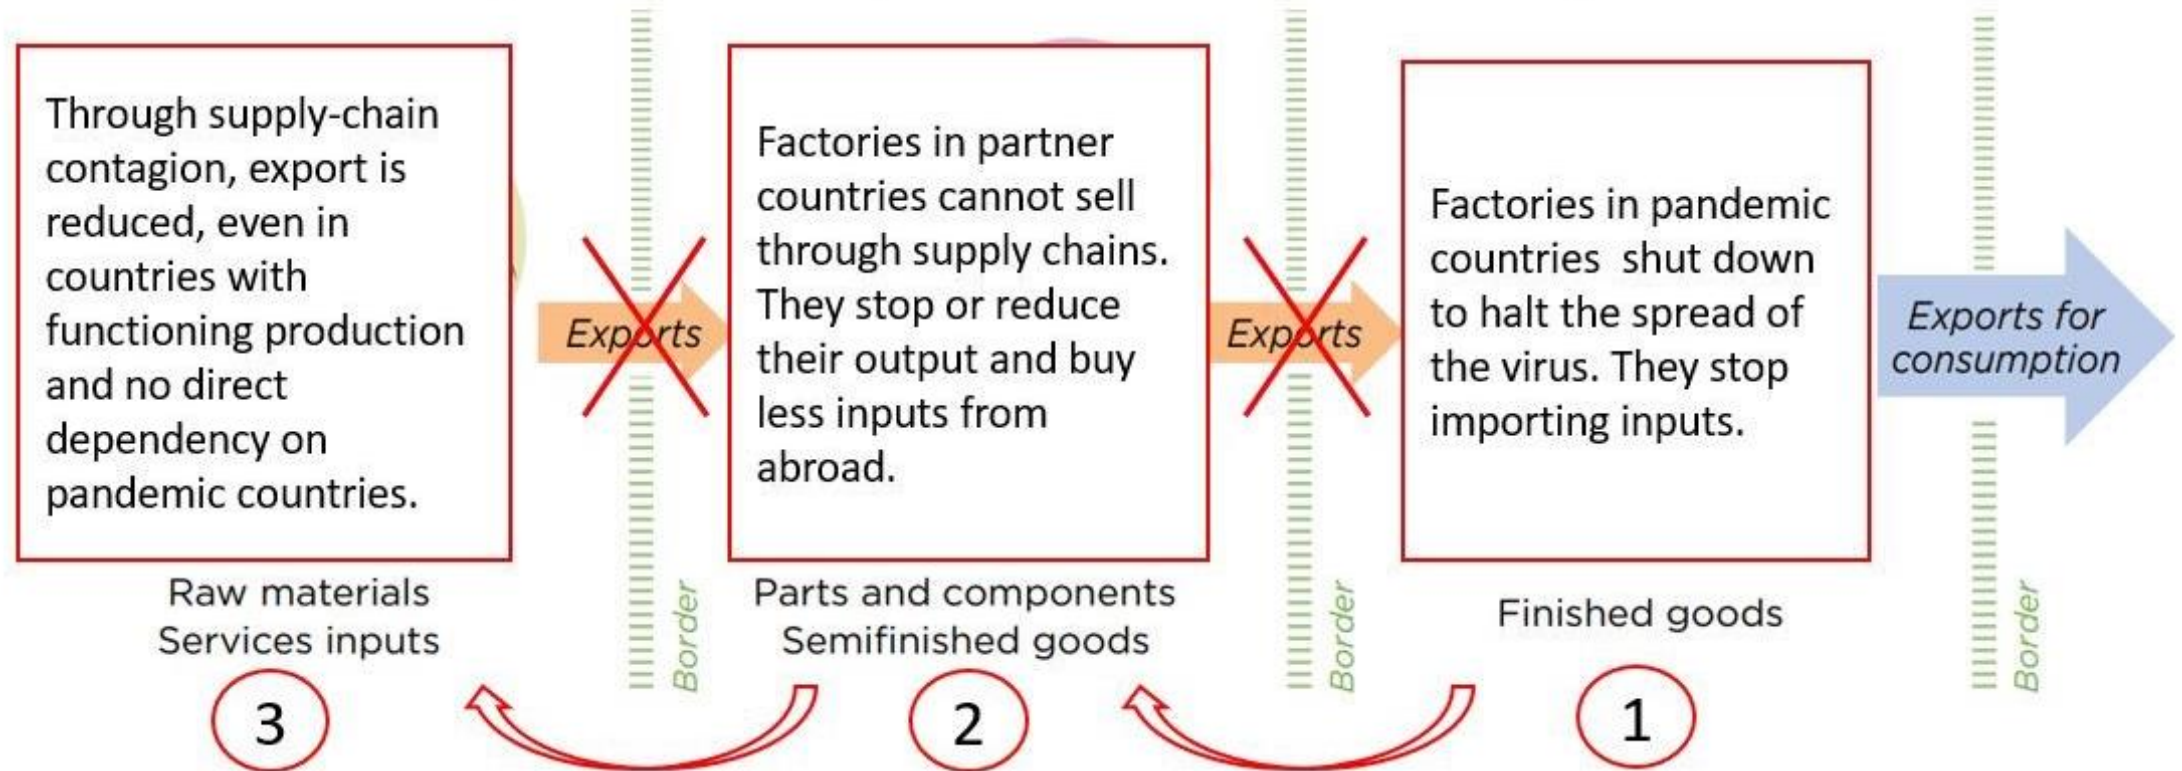 Through supply-chain
contagion, export is
reduced, even in
countries with
functioning production
and no direct
dependency on
pandemic countries.
Raw materials
Services inputs
3
Exports
Border
Factories in partner
countries cannot sell
through supply chains.
They stop or reduce
their output and buy
less inputs from
abroad.
Parts and components
Semifinished goods
2
Exports
Border
Factories in pandemic
countries shut down
to halt the spread of
the virus. They stop
importing inputs.
Finished goods
1
Exports for
consumption
Border